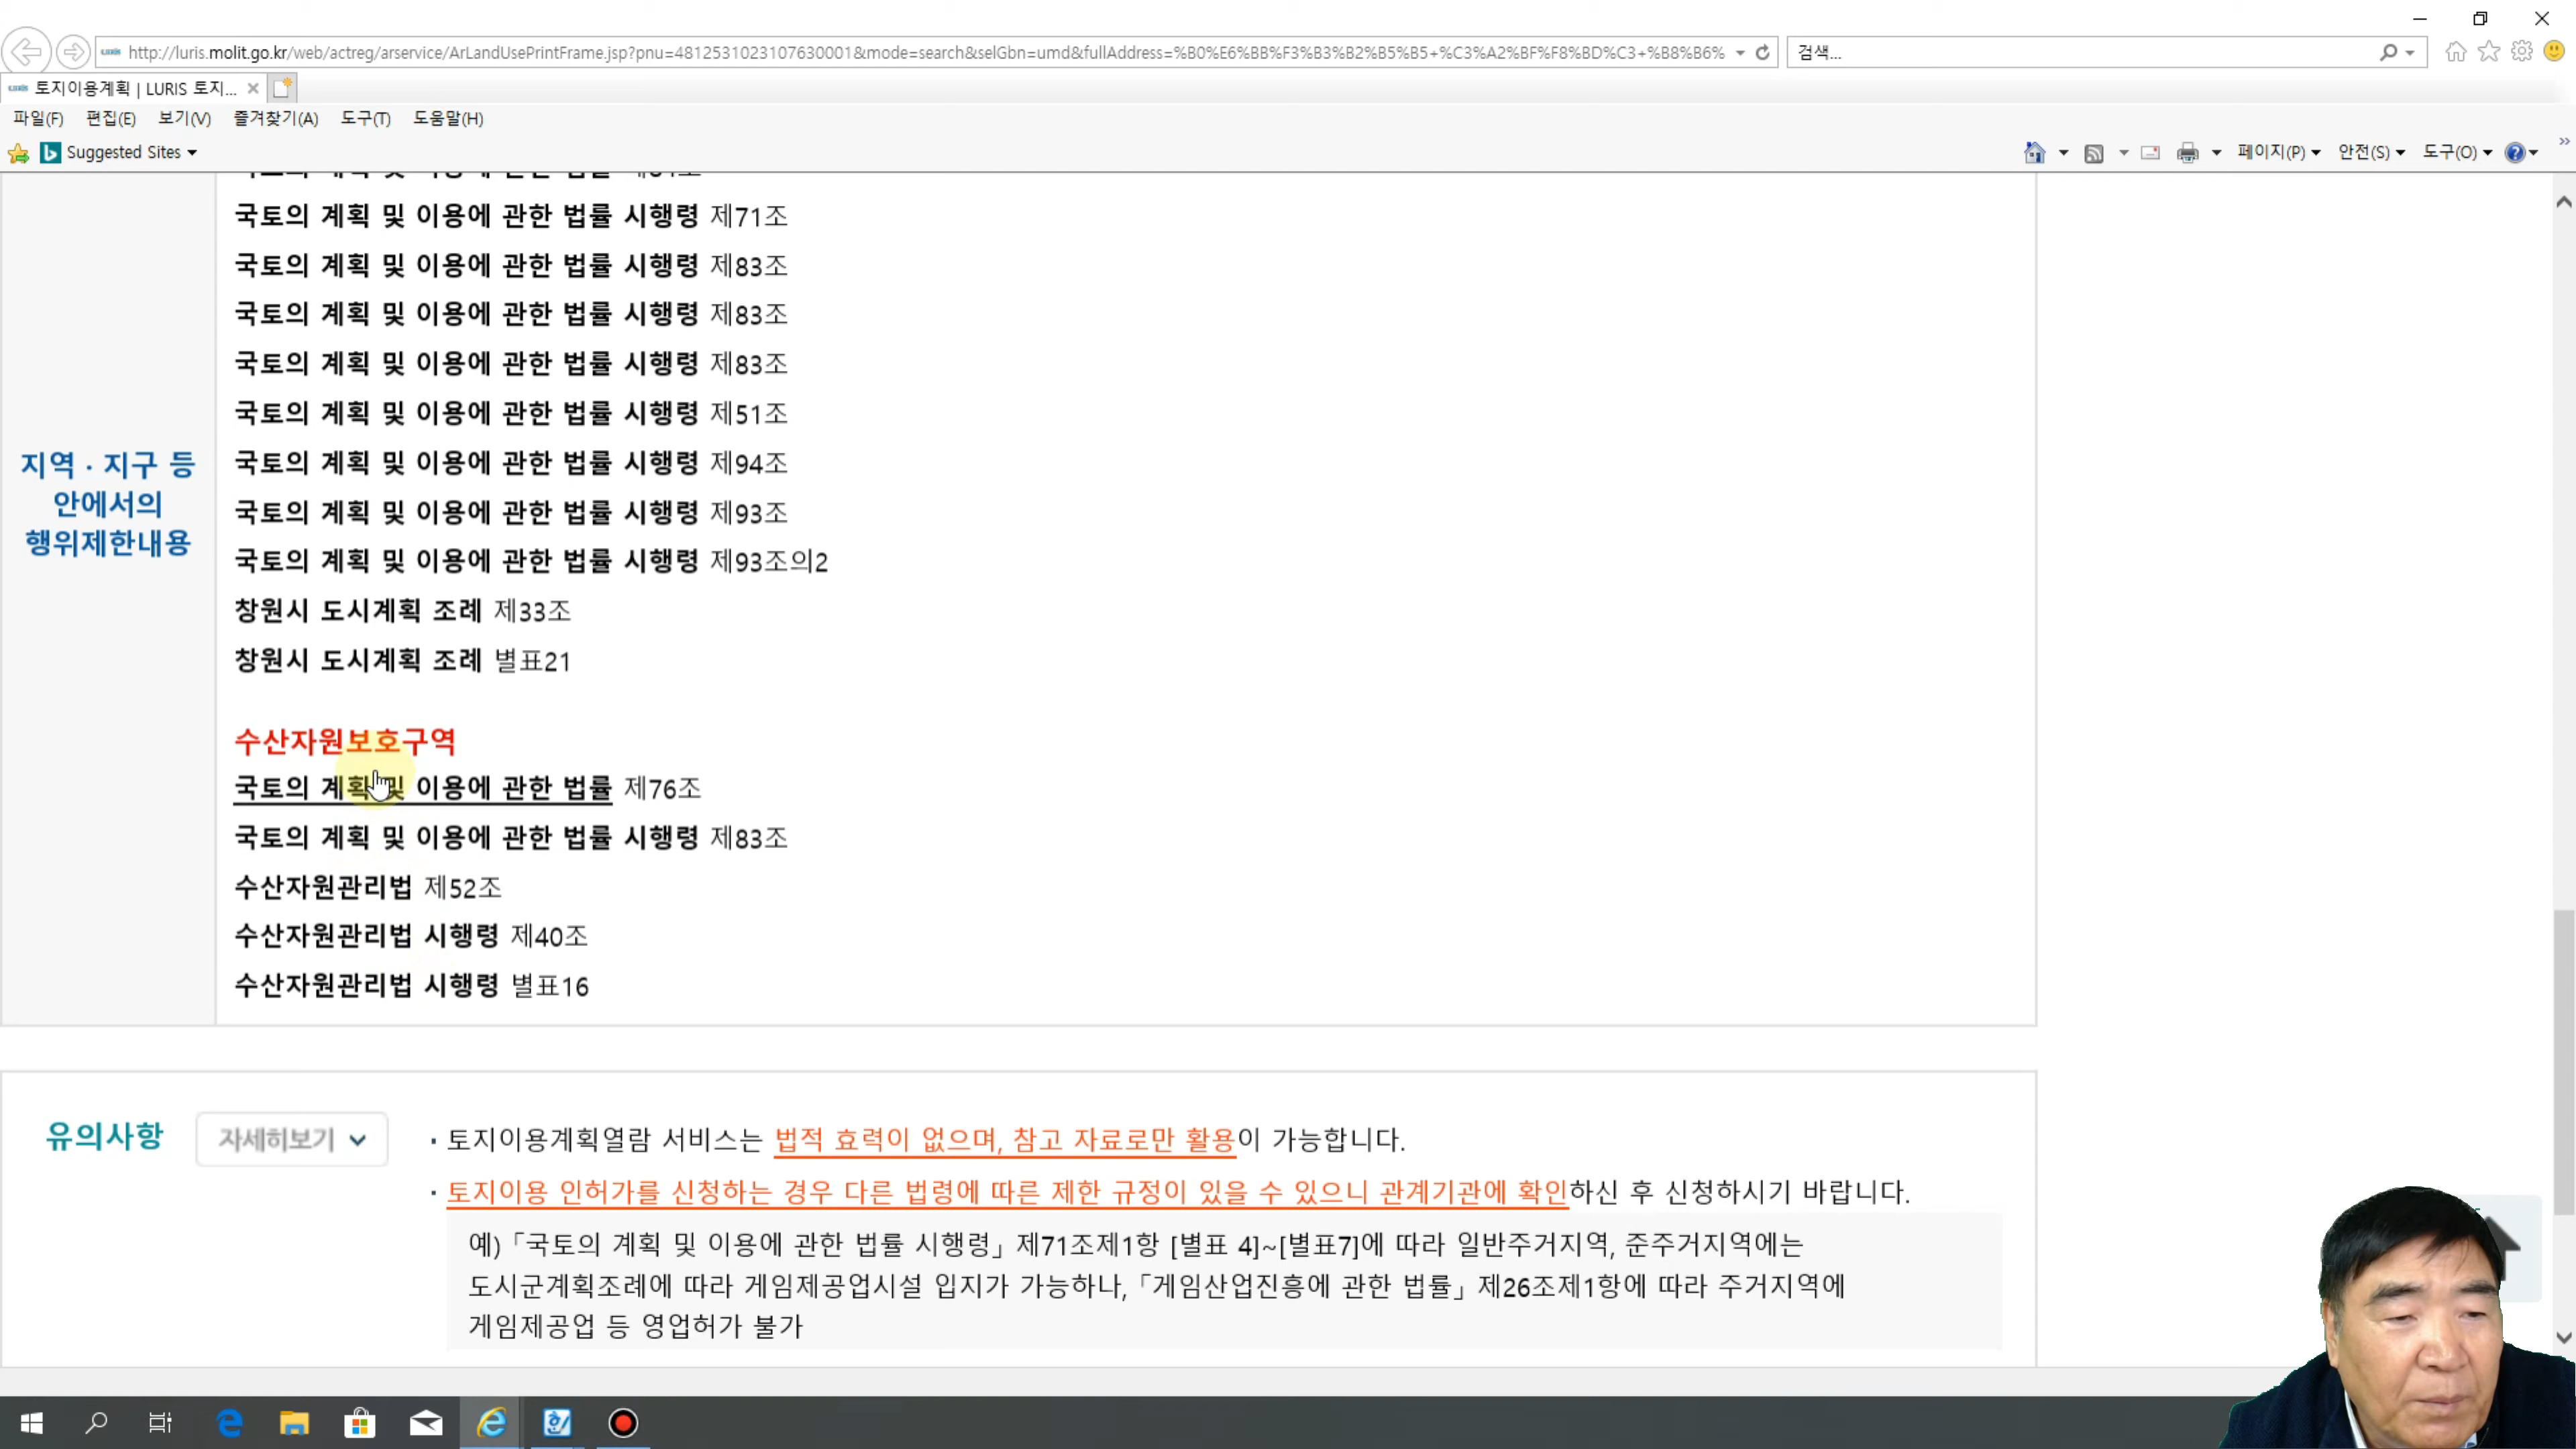 http://luris.molit.go.kr/web/actreg/arservice/ArLandUsePrintFrame.jsp?pnu=4812531023107630001&mode=search&selGbn=umd&fullAddress=%B0%E6%BB%F3%B3%B2%B5%B5+%C3%A2%BF%F8%BD%C3+%B8%B6%
검색...
LURIS 토지이용계획 | LURIS 토지...
파일(F) 편집(E) 보기(V) 즐겨찾기(A) 도구(T) 도움말(H)
Suggested Sites
페이지(P) 안전(S) 도구(O)
국토의 계획 및 이용에 관한 법률 시행령 제71조
국토의 계획 및 이용에 관한 법률 시행령 제83조
국토의 계획 및 이용에 관한 법률 시행령 제83조
국토의 계획 및 이용에 관한 법률 시행령 제83조
국토의 계획 및 이용에 관한 법률 시행령 제51조
국토의 계획 및 이용에 관한 법률 시행령 제94조
국토의 계획 및 이용에 관한 법률 시행령 제93조
국토의 계획 및 이용에 관한 법률 시행령 제93조의2
창원시 도시계획 조례 제33조
창원시 도시계획 조례 별표21
지역 · 지구 등
안에서의
행위제한내용
수산자원보호구역
국토의 계획 및 이용에 관한 법률 제76조
국토의 계획 및 이용에 관한 법률 시행령 제83조
수산자원관리법 제52조
수산자원관리법 시행령 제40조
수산자원관리법 시행령 별표16
유의사항 자세히보기
· 토지이용계획열람 서비스는 법적 효력이 없으며, 참고 자료로만 활용이 가능합니다.
· 토지이용 인허가를 신청하는 경우 다른 법령에 따른 제한 규정이 있을 수 있으니 관계기관에 확인하신 후 신청하시기 바랍니다.
예)「국토의 계획 및 이용에 관한 법률 시행령」제71조제1항 [별표 4]~[별표7]에 따라 일반주거지역, 준주거지역에는
도시군계획조례에 따라 게임제공업시설 입지가 가능하나,「게임산업진흥에 관한 법률」제26조제1항에 따라 주거지역에
게임제공업 등 영업허가 불가